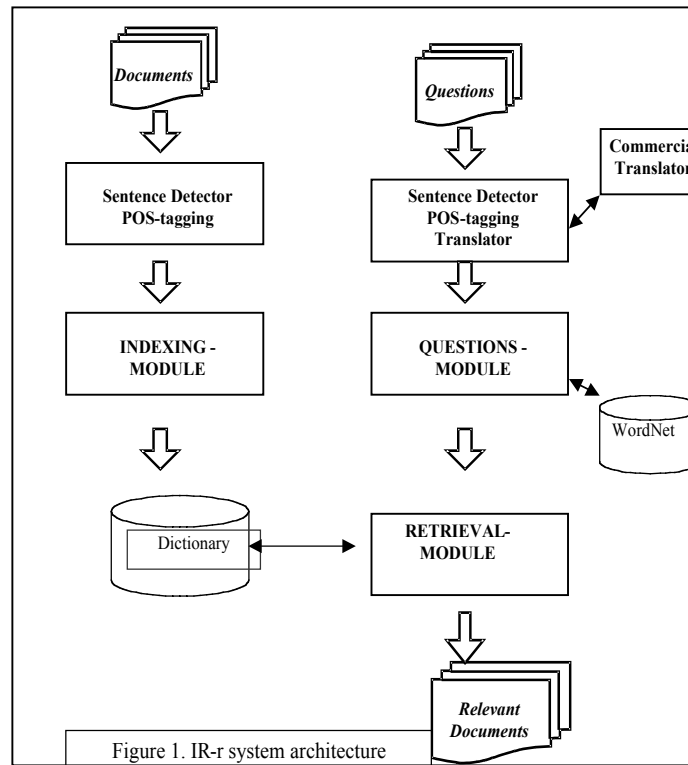 Documents
Questions
Commercia
Translator
Sentence Detector
POS-tagging
Sentence Detector
POS-tagging
Translator
INDEXING -
MODULE
QUESTIONS -
MODULE
WordNet
Dictionary
RETRIEVAL-
MODULE
Relevant
Documents
Figure 1. IR-r system architecture